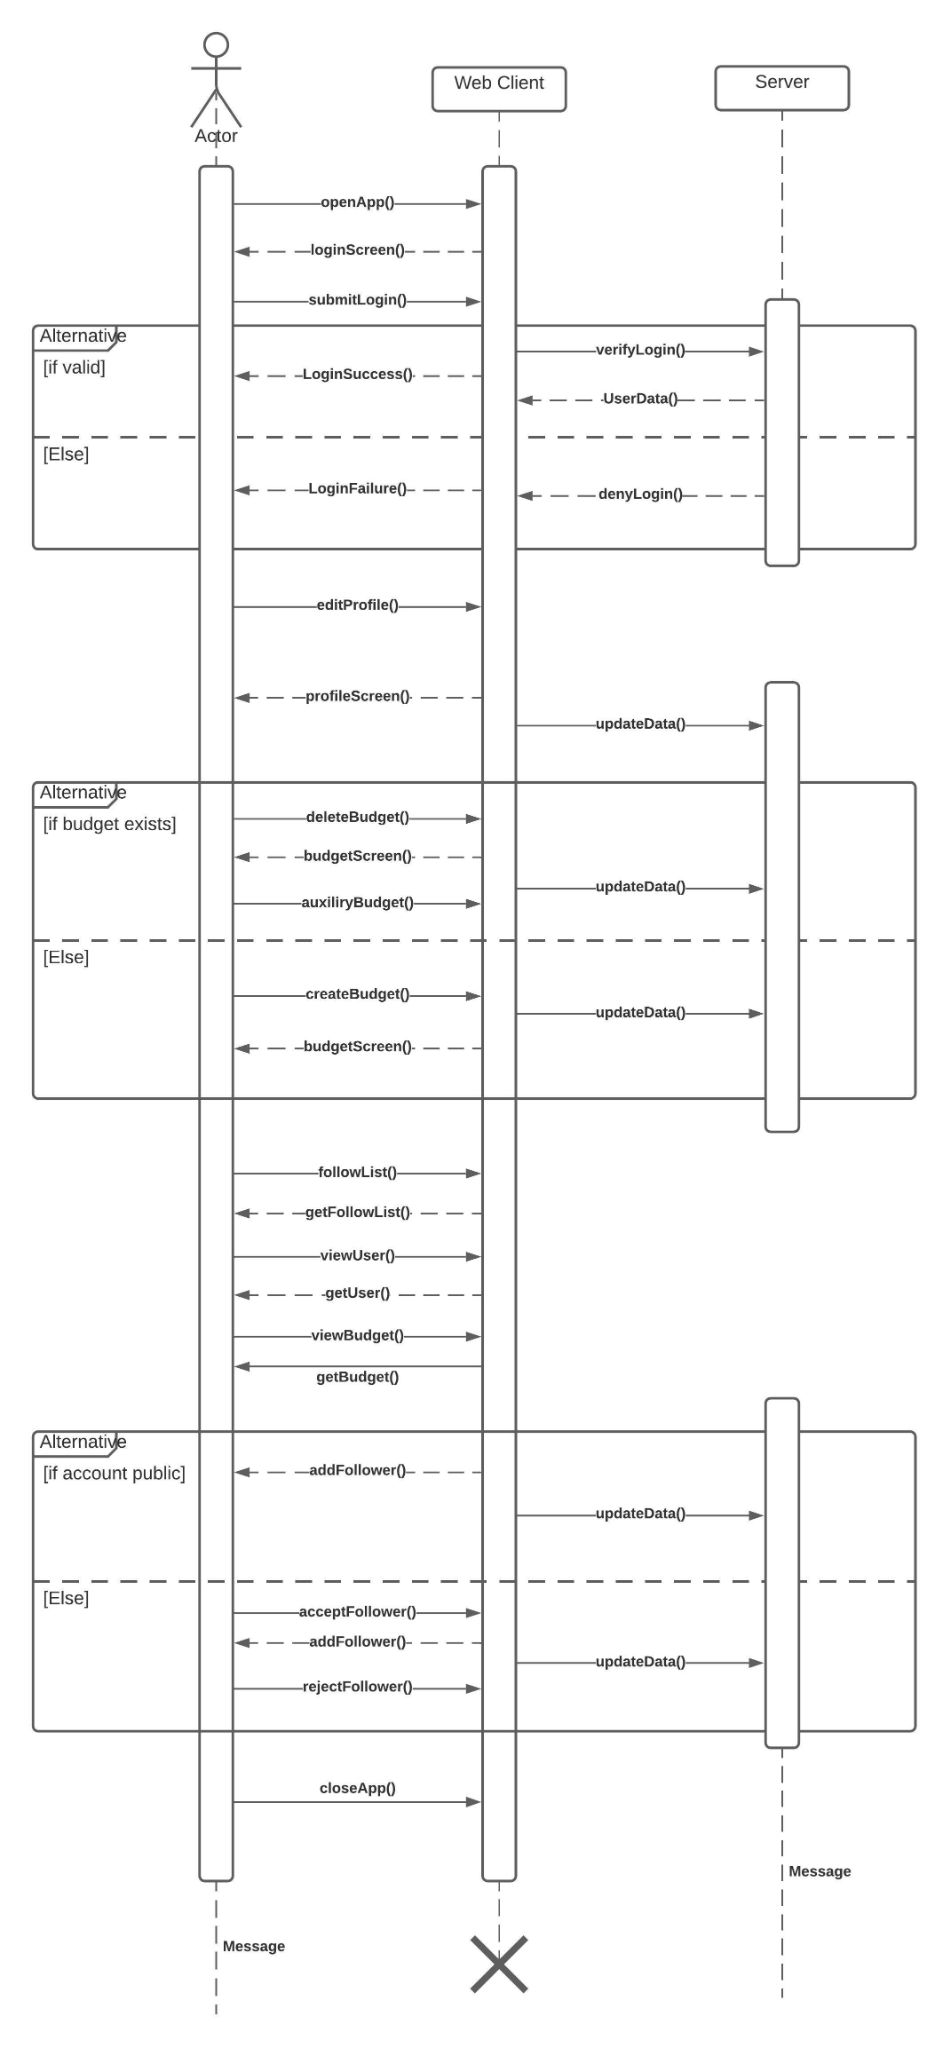 Actor
Web Client
Server
openApp()
loginScreen()
submitLogin()
Alternative
verifyLogin()
[if valid]
LoginSuccess()
UserData()
[Else]
LoginFailure()
denyLogin()
editProfile()
profileScreen()
updateData()
Alternative
deleteBudget()
[if budget exists]
budgetScreen()
updateData()
auxiliryBudget()
[Else]
createBudget()
updateData()
budgetScreen()
followList()
getFollowList()
viewUser()
getUser()
viewBudget()
getBudget()
Alternative
addFollower()
[if account public]
updateData()
[Else]
acceptFollower()
addFollower()
updateData()
rejectFollower()
closeApp()
Message
Message